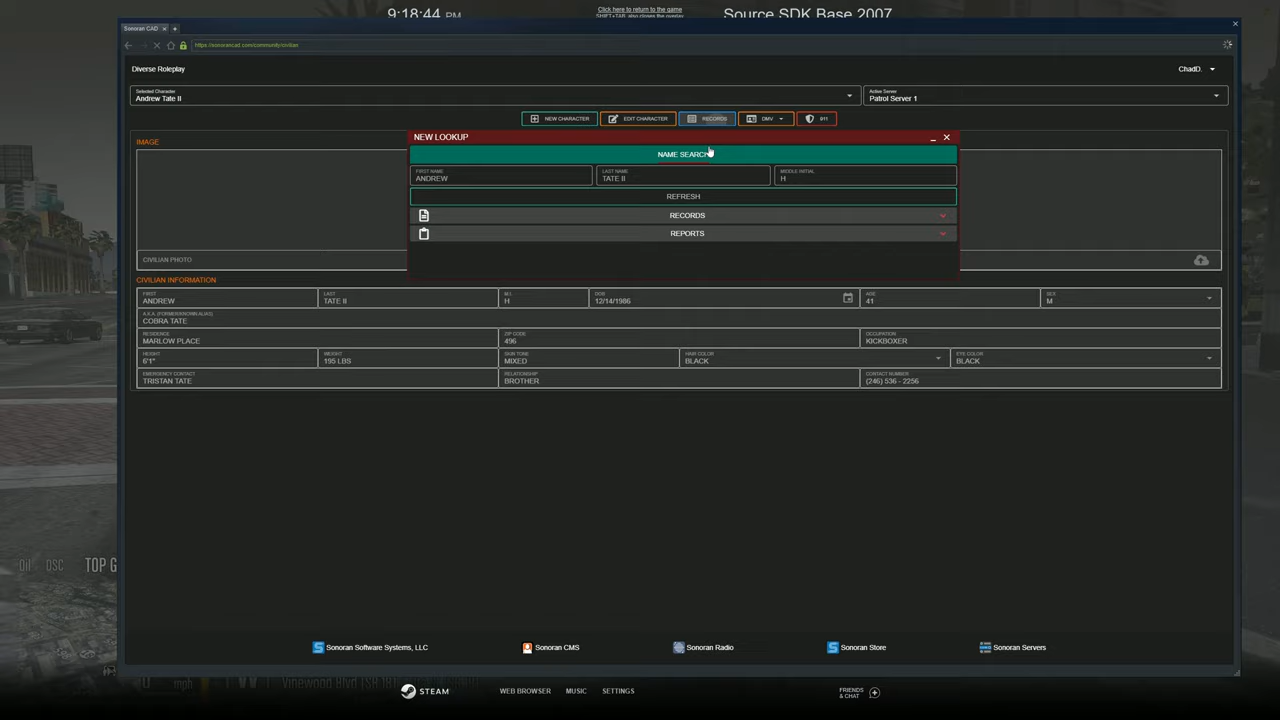 9:18:44 PM
Click here to return to the game
SHIFT+TAB also closes the overlay
Source SDK Base 2007
Sonoran CAD
https://sonorancad.com/community/civilian
Diverse Roleplay
ChadD.
Selected Character
Andrew Tate II
Active Server
Patrol Server 1
NEW CHARACTER
EDIT CHARACTER
RECORDS
DMV
911
NEW LOOKUP
IMAGE
NAME SEARCH
FIRST NAME
ANDREW
LAST NAME
TATE II
MIDDLE INITIAL
H
REFRESH
RECORDS
REPORTS
CIVILIAN PHOTO
CIVILIAN INFORMATION
FIRST
ANDREW
LAST
TATE II
M.I.
H
DOB
12/14/1986
AGE
41
SEX
M
A.K.A. (FORMER/KNOWN ALIAS)
COBRA TATE
RESIDENCE
MARLOW PLACE
ZIP CODE
496
OCCUPATION
KICKBOXER
HEIGHT
6'1"
WEIGHT
195 LBS
SKIN TONE
MIXED
HAIR COLOR
BLACK
EYE COLOR
BLACK
EMERGENCY CONTACT
TRISTAN TATE
RELATIONSHIP
BROTHER
CONTACT NUMBER
(246) 536 - 2256
Oil DSC TOP G
Sonoran Software Systems, LLC
Sonoran CMS
Sonoran Radio
Sonoran Store
Sonoran Servers
0 mph
Vinewood Blvd
STEAM
WEB BROWSER
MUSIC
SETTINGS
FRIENDS
& CHAT